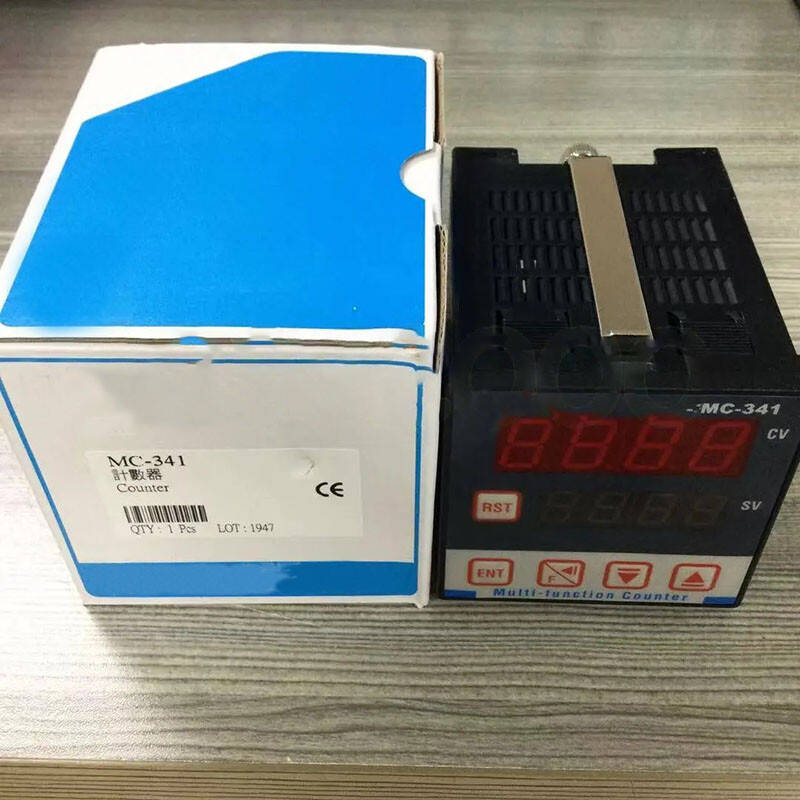 MC-341
計數器
Counter
CE
QTY : 1 Pcs LOT : 1947
MC-341
CV
RST
SV
ENT
F
Multi-function Counter